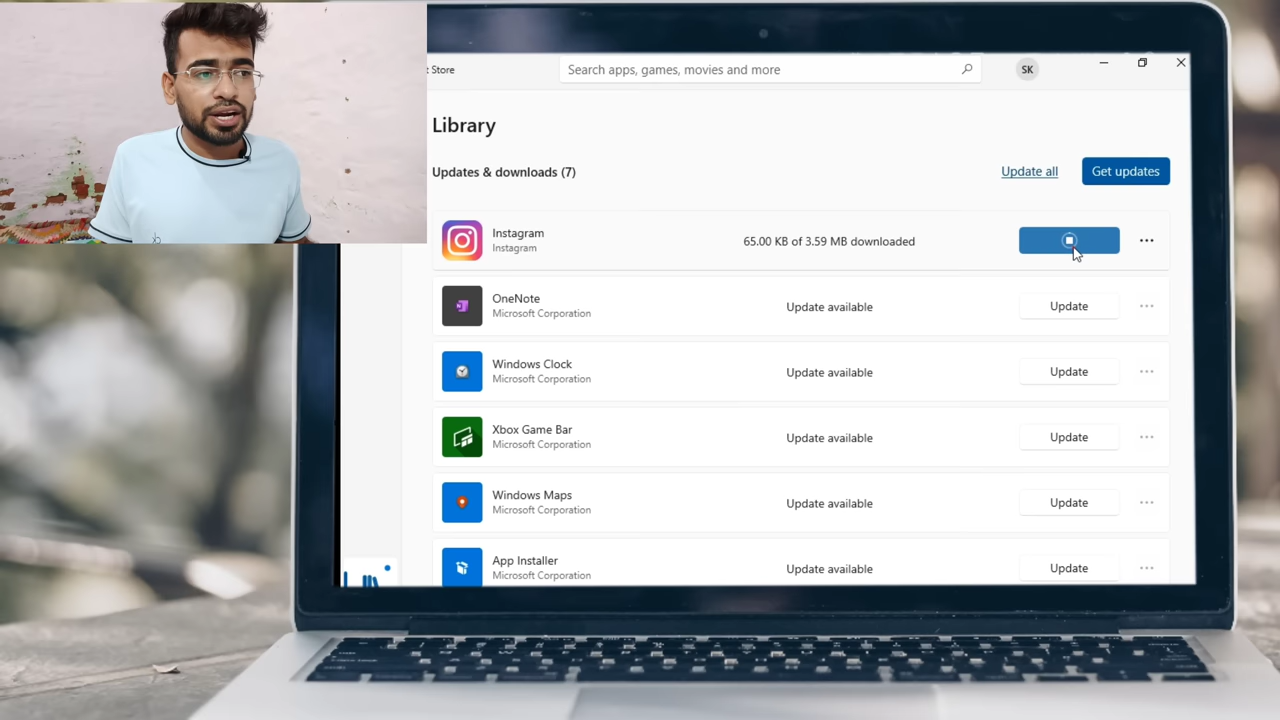 t Store
Search apps, games, movies and more
SK
Library
Updates & downloads (7)
Update all
Get updates
Instagram
Instagram
65.00 KB of 3.59 MB downloaded
OneNote
Microsoft Corporation
Update available
Update
Windows Clock
Microsoft Corporation
Update available
Update
Xbox Game Bar
Microsoft Corporation
Update available
Update
Windows Maps
Microsoft Corporation
Update available
Update
App Installer
Microsoft Corporation
Update available
Update